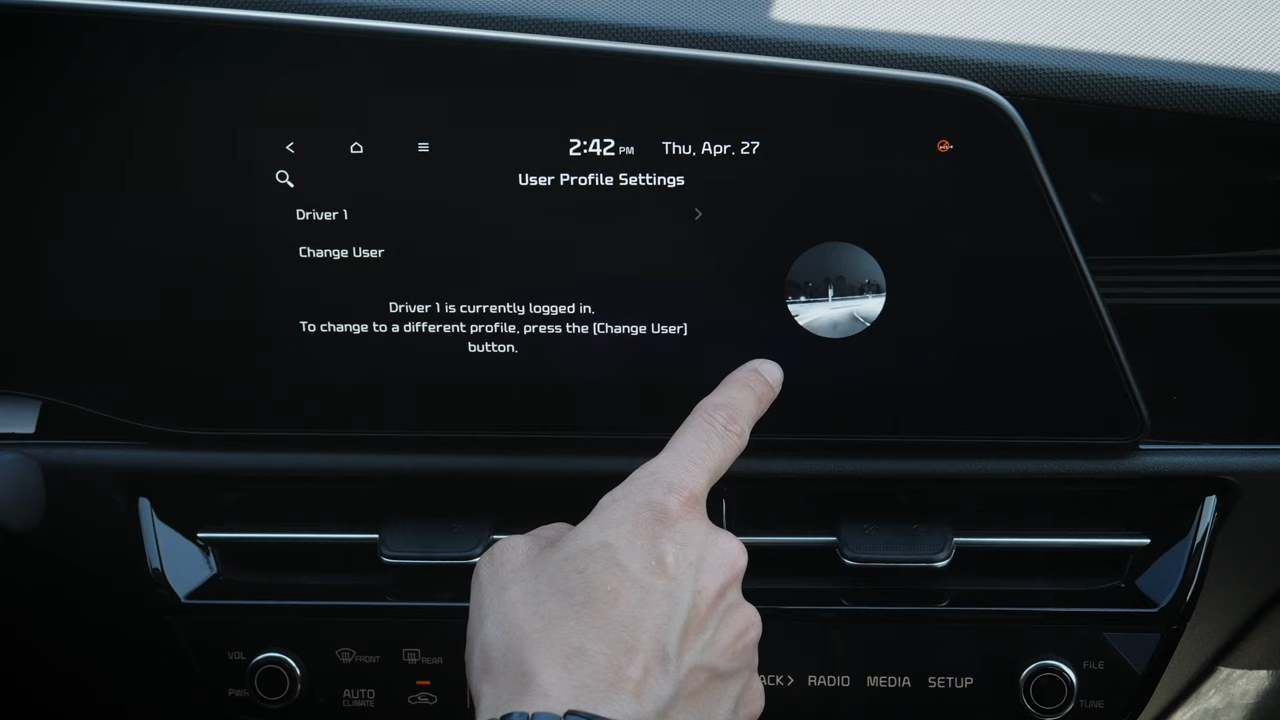 2:42 PM Thu, Apr. 27
User Profile Settings
Driver 1
Change User
Driver 1 is currently logged in.
To change to a different profile, press the [Change User]
button.
VOL
FRONT
REAR
PWR
AUTO
CLIMATE
ACK> RADIO MEDIA SETUP
FILE
TUNE